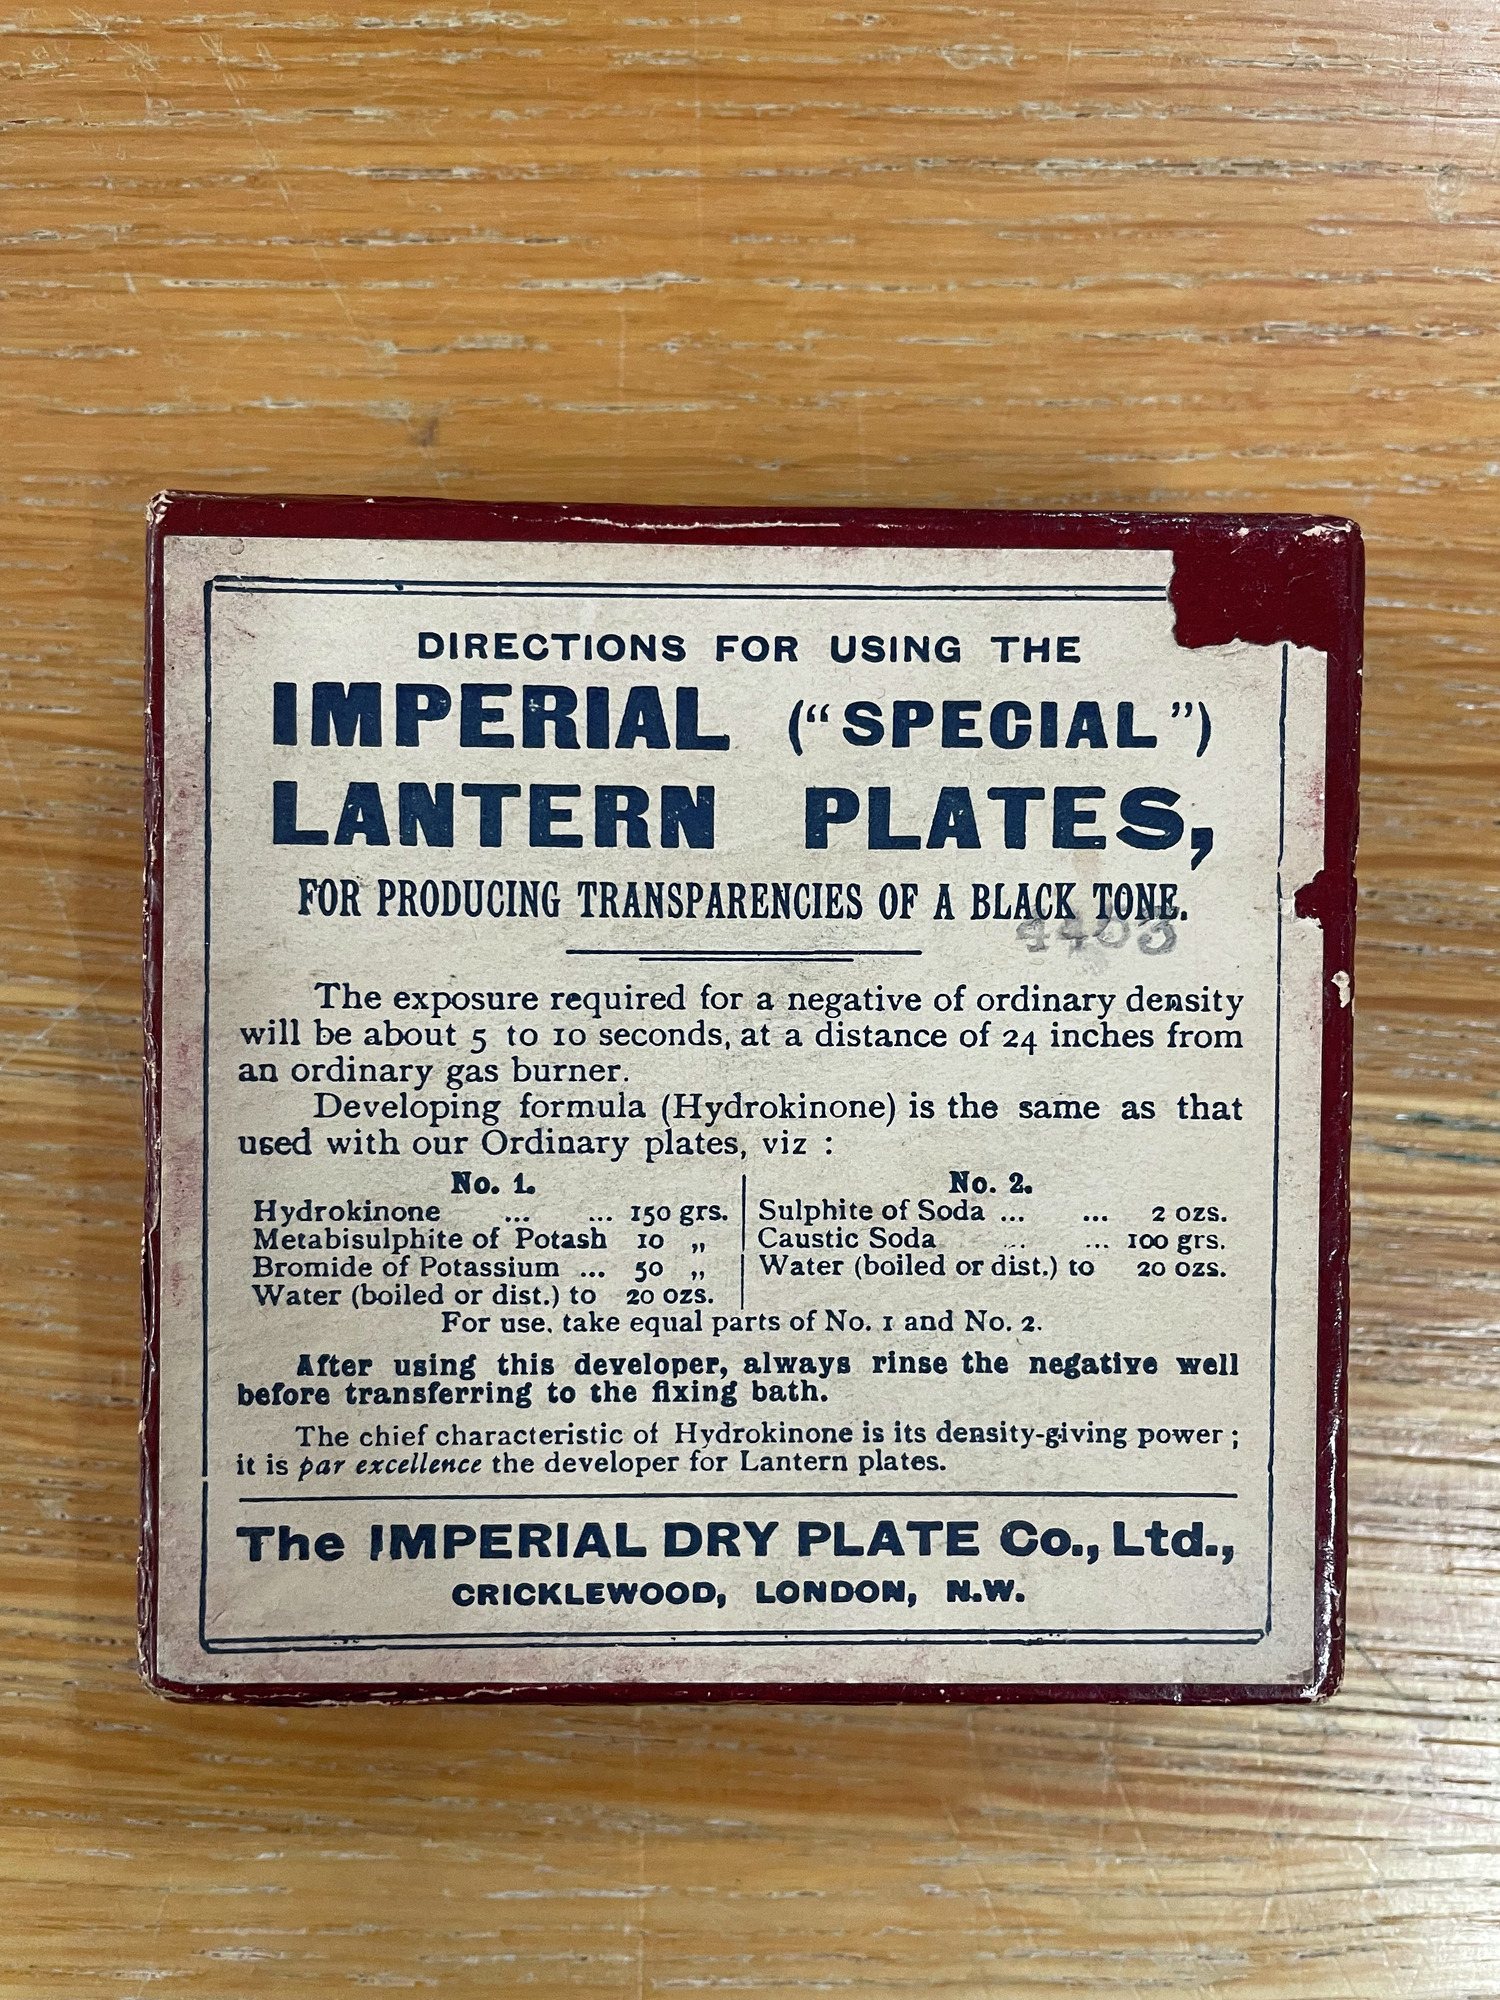 DIRECTIONS FOR USING THE
IMPERIAL (“SPECIAL”)
LANTERN PLATES,
FOR PRODUCING TRANSPARENCIES OF A BLACK TONE.
4403
The exposure required for a negative of ordinary density
will be about 5 to 10 seconds, at a distance of 24 inches from
an ordinary gas burner.
Developing formula (Hydrokinone) is the same as that
used with our Ordinary plates, viz :
No. 1.
Hydrokinone ... ... 150 grs.
Metabisulphite of Potash 10 „
Bromide of Potassium ... 50 „
Water (boiled or dist.) to 20 ozs.
No. 2.
Sulphite of Soda ... ... 2 ozs.
Caustic Soda ... ... 100 grs.
Water (boiled or dist.) to 20 ozs.
For use, take equal parts of No. 1 and No. 2.
After using this developer, always rinse the negative well
before transferring to the fixing bath.
The chief characteristic of Hydrokinone is its density-giving power ;
it is par excellence the developer for Lantern plates.
The IMPERIAL DRY PLATE Co., Ltd.,
CRICKLEWOOD, LONDON, N.W.